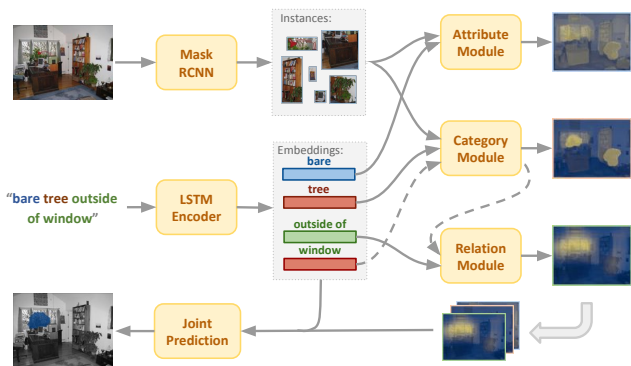 Instances:
Attribute
Module
Mask
RCNN
Embeddings:
bare
Category
Module
tree
"bare tree outside
of window"
LSTM
Encoder
outside of
window
Relation
Module
Joint
Prediction